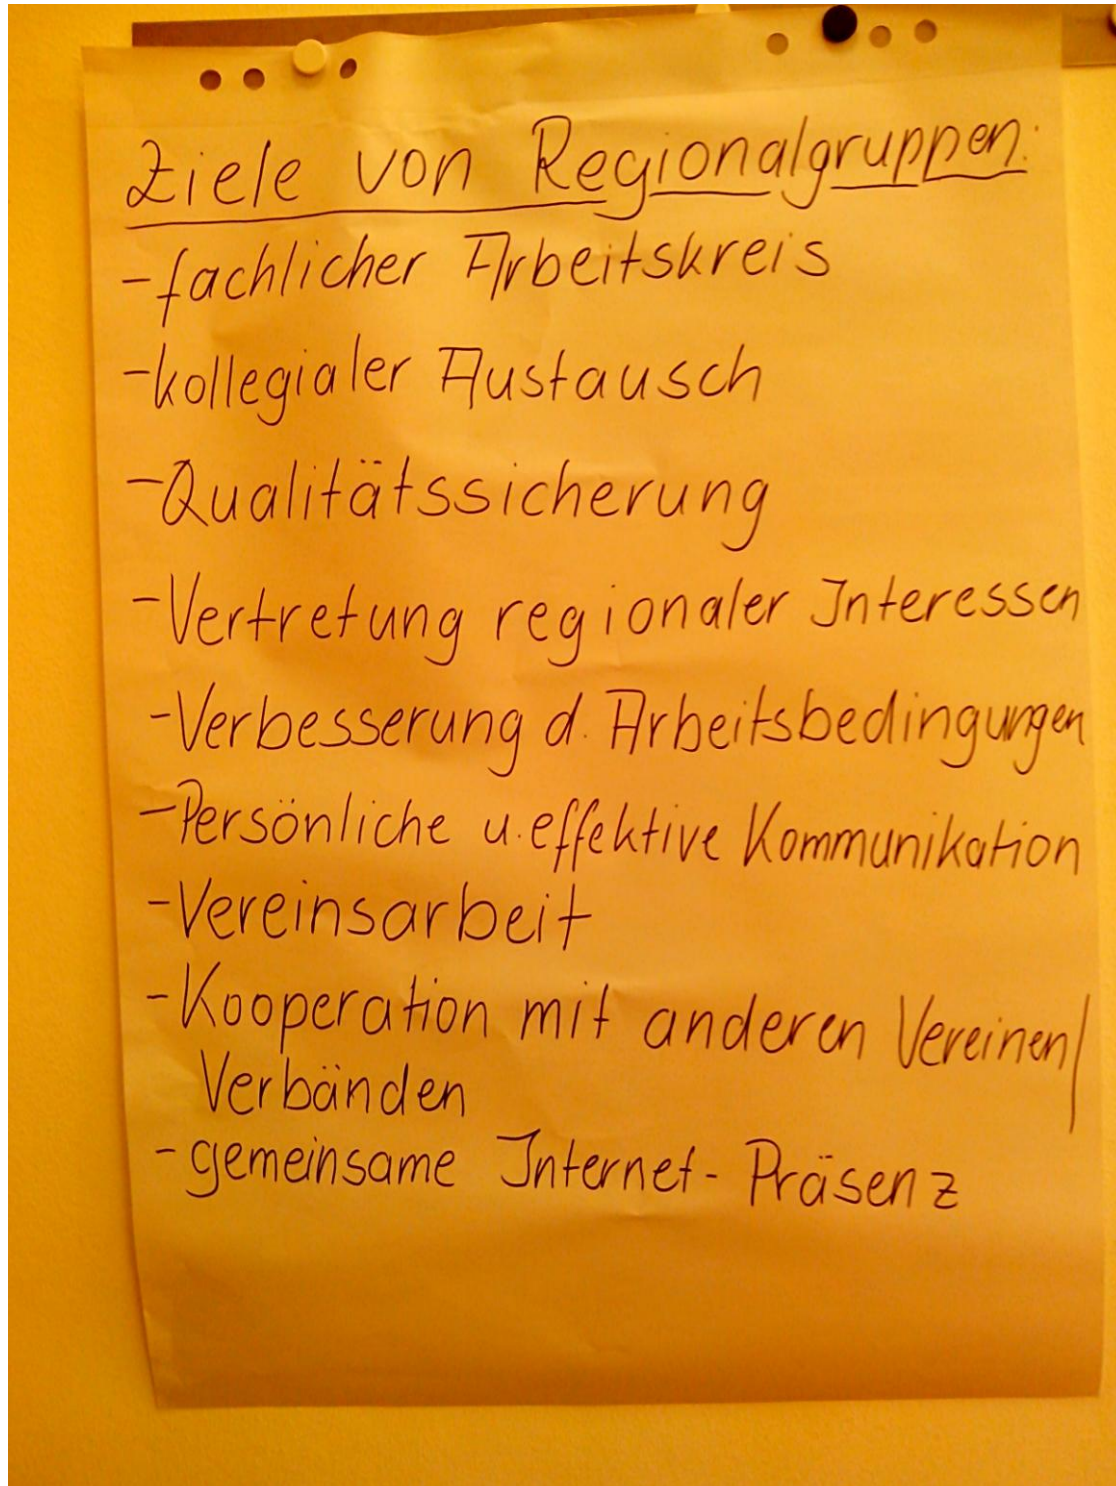 Ziele von Regionalgruppen:
- fachlicher Arbeitskreis
- kollegialer Austausch
- Qualitätssicherung
- Vertretung regionaler Interessen
- Verbesserung d. Arbeitsbedingungen
- Persönliche u. effektive Kommunikation
- Vereinsarbeit
- Kooperation mit anderen Vereinen/
Verbänden
- gemeinsame Internet-Präsenz